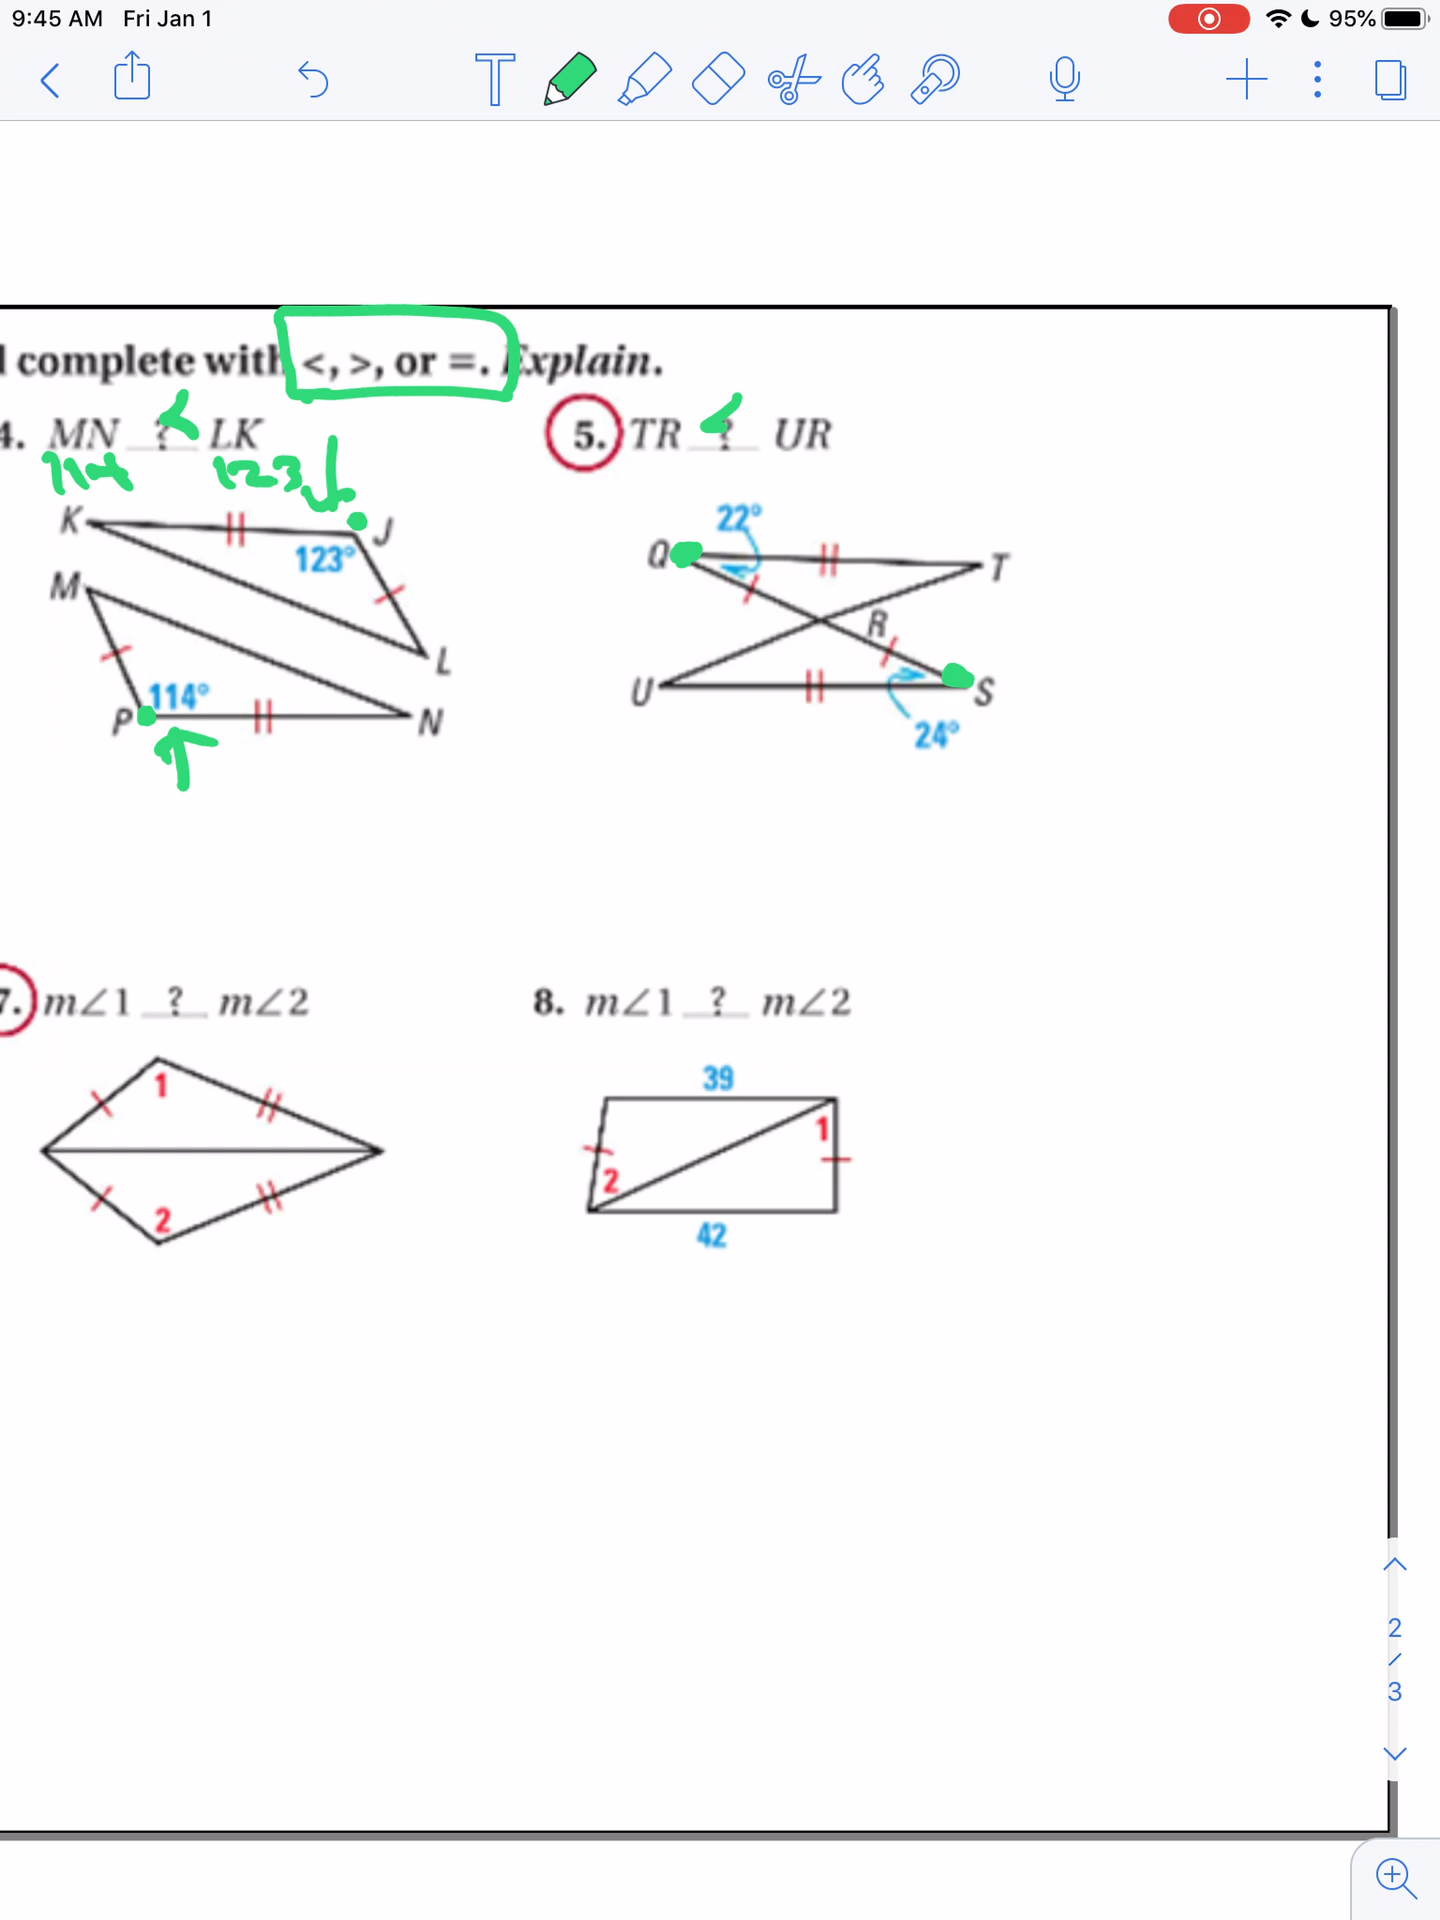 9:45 AM Fri Jan 1
95%
complete with <, >, or =. Explain.
4. MN ? < LK
114 123
5. TR ? < UR
K J 123° M L 114° P N
22° Q T R U S 24°
7. m∠1 ? m∠2
1
2
8. m∠1 ? m∠2
39
1
2
42
2
/
3